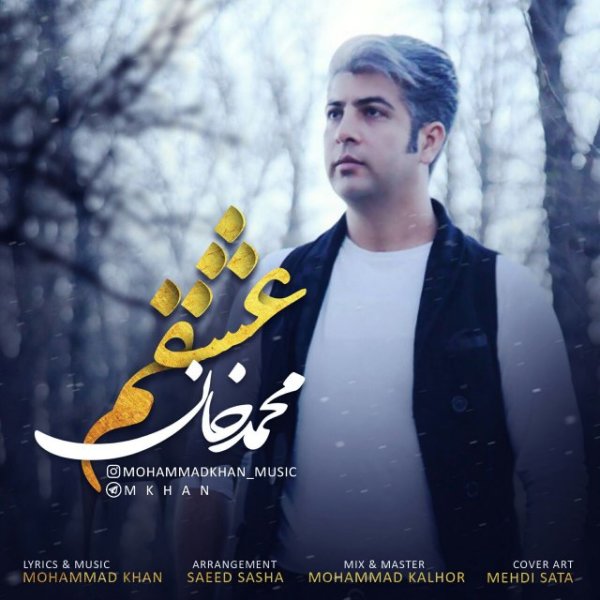 عشقم
محمد خان
MOHAMMADKHAN_MUSIC
MKHAN
LYRICS & MUSIC
MOHAMMAD KHAN
ARRANGEMENT
SAEED SASHA
MIX & MASTER
MOHAMMAD KALHOR
COVER ART
MEHDI SATA